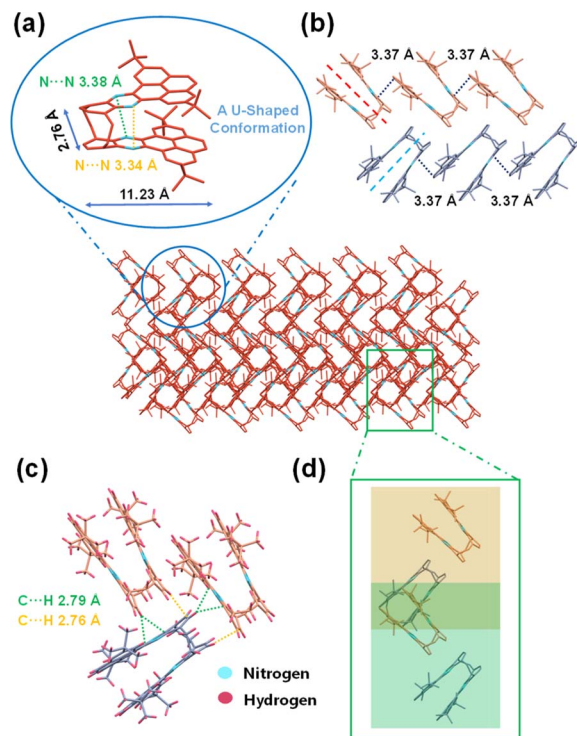 (a)
N···N 3.38 Å
2.76 Å
N···N 3.34 Å
11.23 Å
A U-Shaped
Conformation
(b)
3.37 Å 3.37 Å
3.37 Å 3.37 Å
(c)
C···H 2.79 Å
C···H 2.76 Å
Nitrogen
Hydrogen
(d)